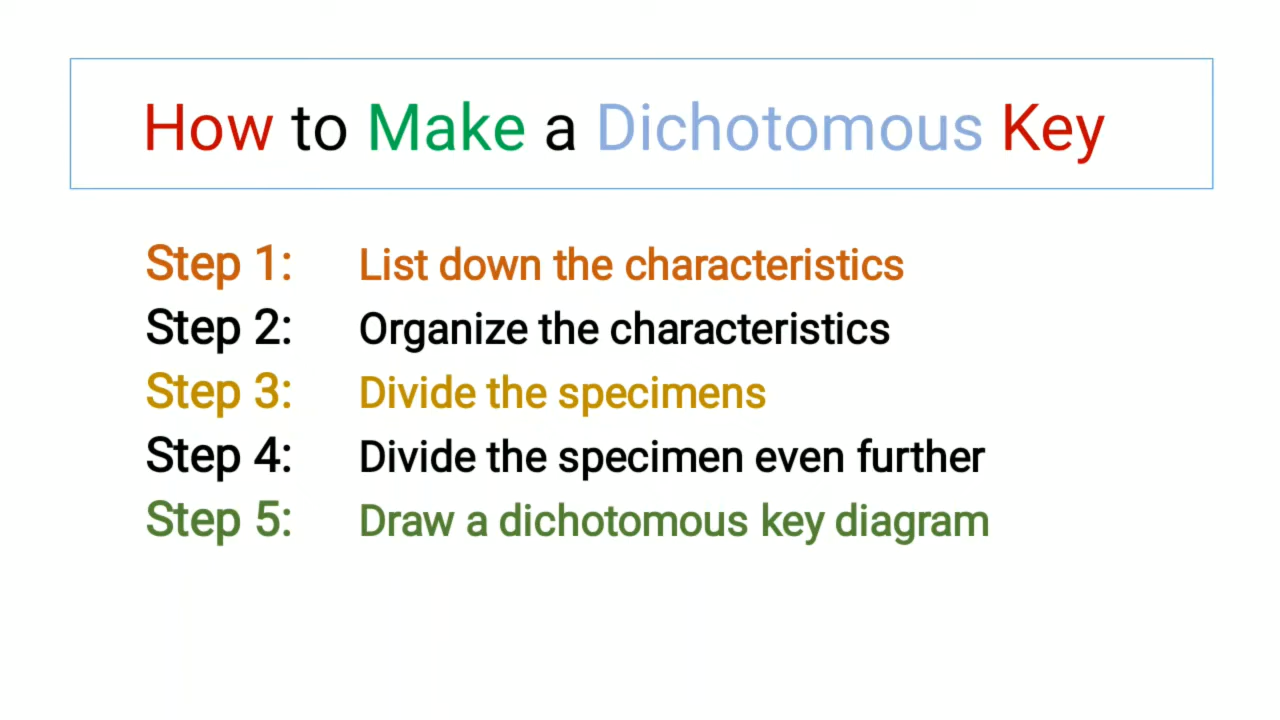 How to Make a Dichotomous Key
Step 1: List down the characteristics
Step 2: Organize the characteristics
Step 3: Divide the specimens
Step 4: Divide the specimen even further
Step 5: Draw a dichotomous key diagram